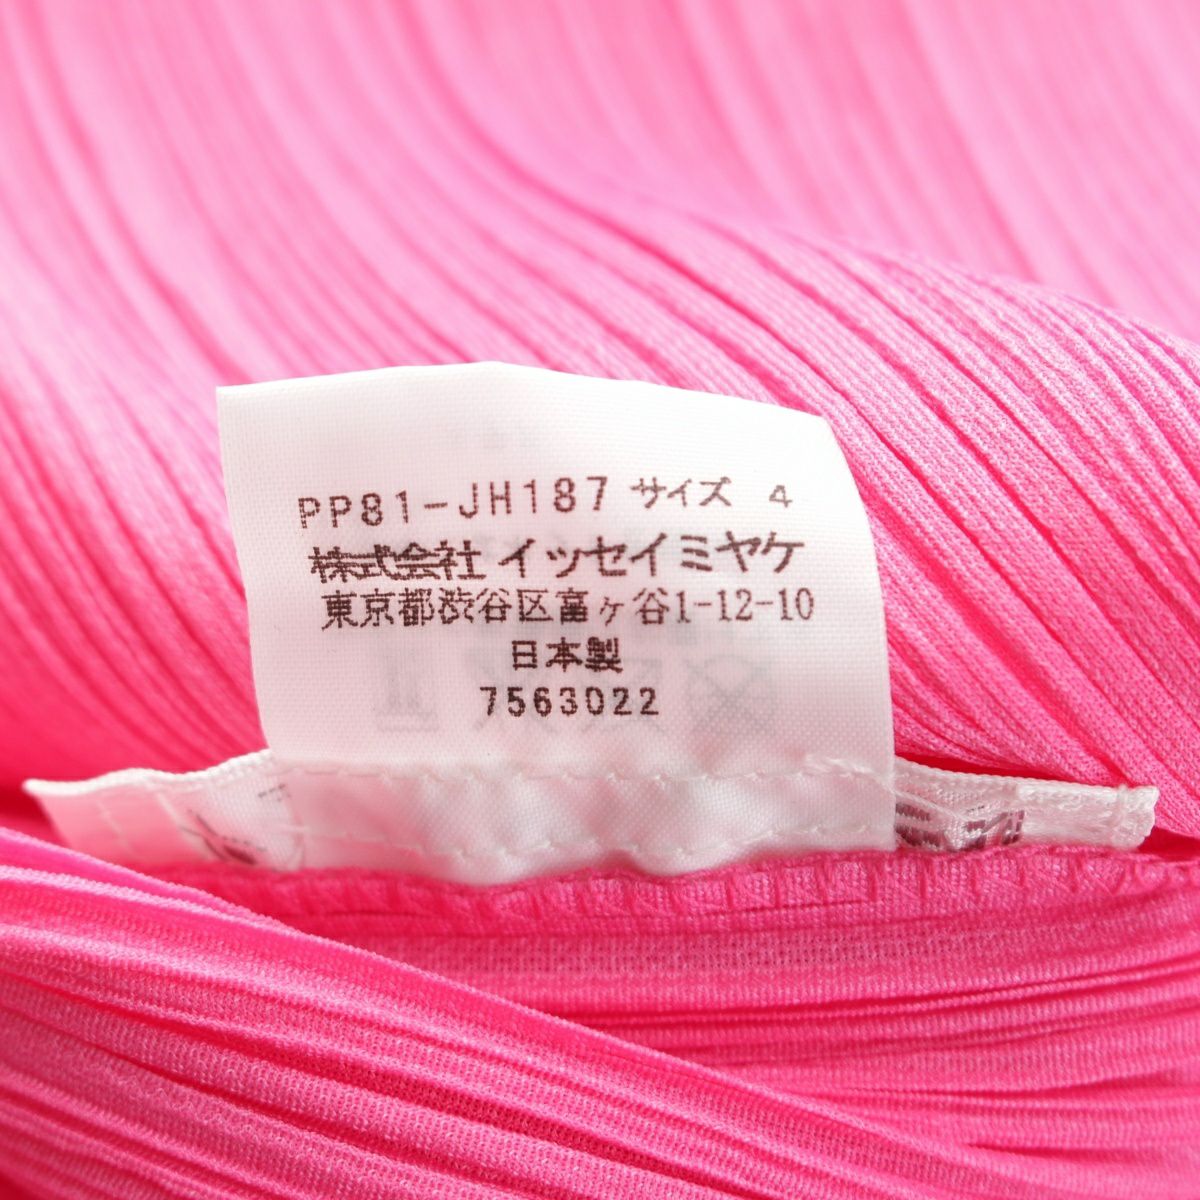 PP81-JH187 サイズ 4
株式会社イッセイミヤケ
東京都渋谷区富ヶ谷1-12-10
日本製
7563022